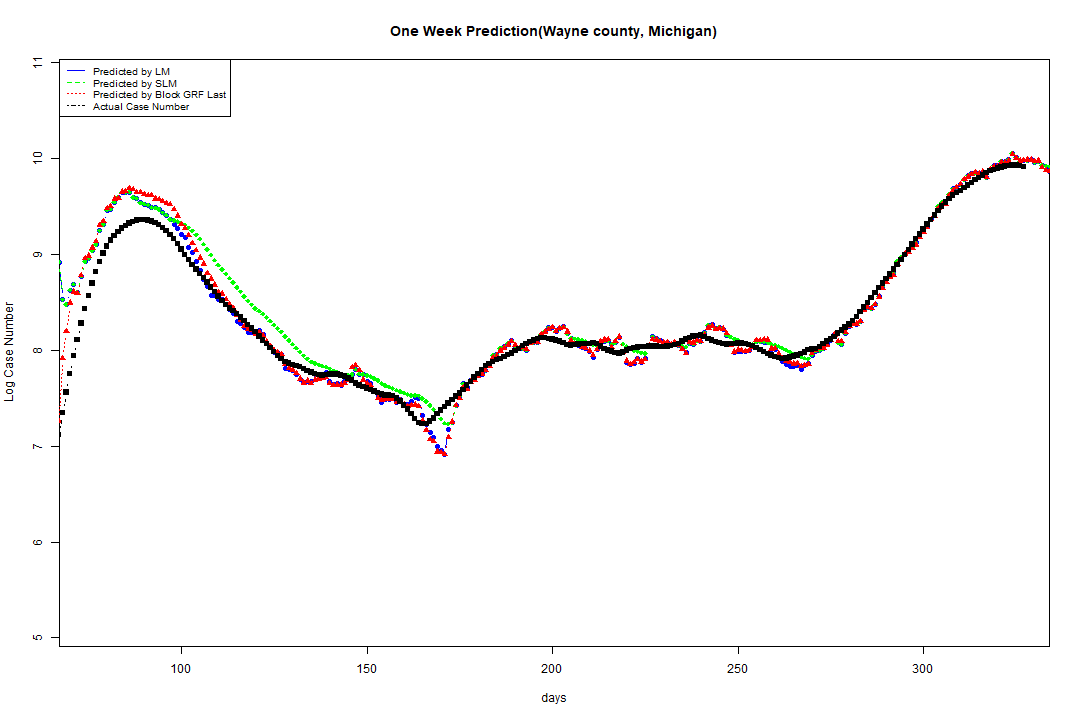 One Week Prediction(Wayne county, Michigan)
Predicted by LM
Predicted by SLM
Predicted by Block GRF Last
Actual Case Number
11
10
9
8
7
6
5
Log Case Number
100 150 200 250 300
days